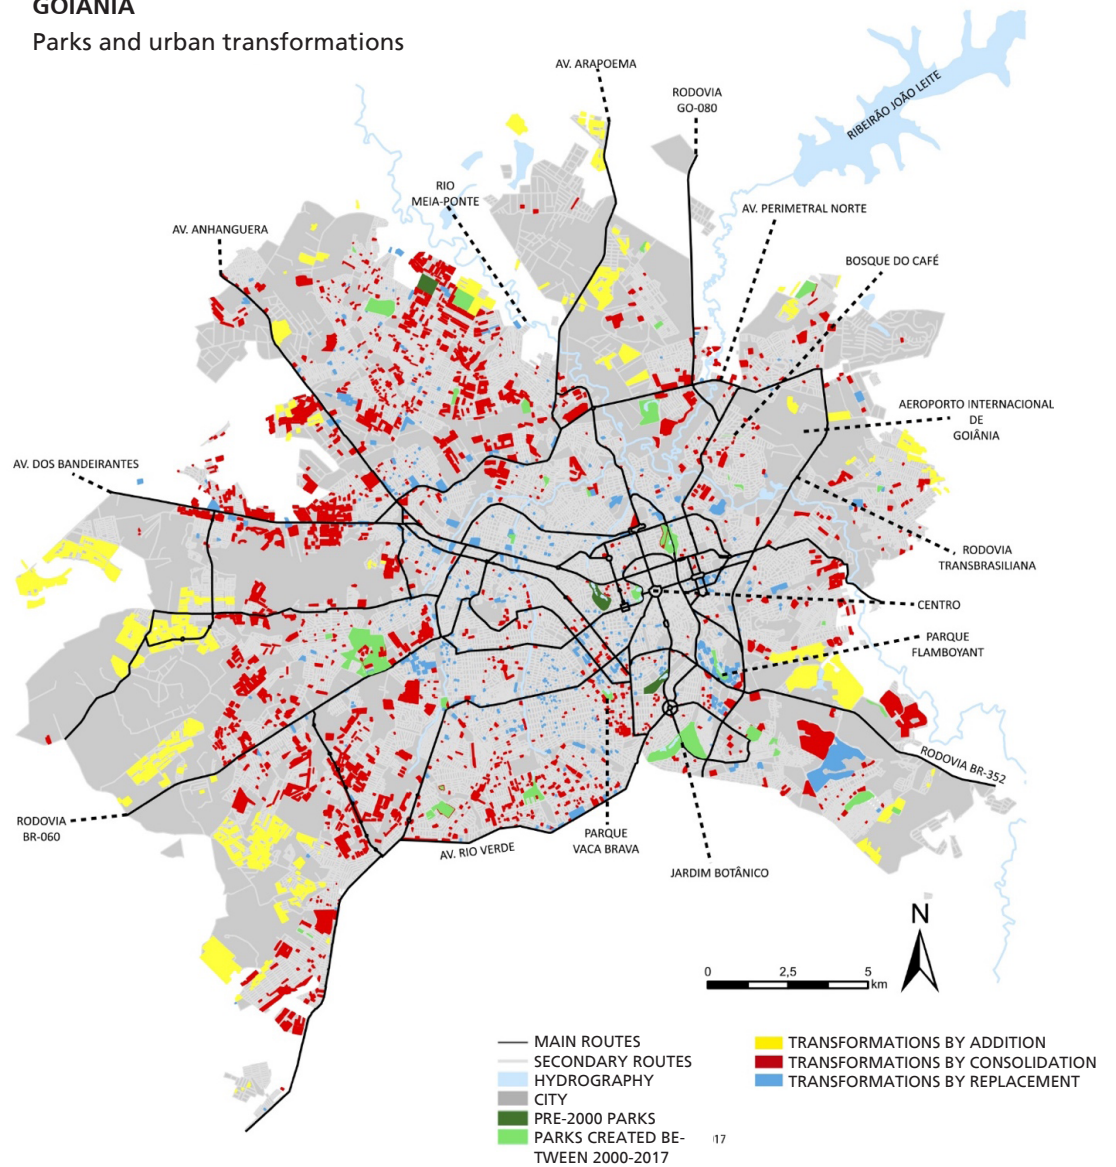 GOIÂNIA
Parks and urban transformations
AV. ARAPOEMA
RODOVIA
GO-080
RIBEIRÃO JOÃO LEITE
RIO
MEIA-PONTE
AV. PERIMETRAL NORTE
AV. ANHANGUERA
BOSQUE DO CAFÉ
AEROPORTO INTERNACIONAL
DE
GOIÂNIA
AV. DOS BANDEIRANTES
RODOVIA
TRANSBRASILIANA
CENTRO
PARQUE
FLAMBOYANT
RODOVIA BR-352
RODOVIA
BR-060
AV. RIO VERDE
PARQUE
VACA BRAVA
JARDIM BOTÂNICO
N
0 2,5 5
km
MAIN ROUTES
SECONDARY ROUTES
HYDROGRAPHY
CITY
PRE-2000 PARKS
PARKS CREATED BE-
TWEEN 2000-2017
17
TRANSFORMATIONS BY ADDITION
TRANSFORMATIONS BY CONSOLIDATION
TRANSFORMATIONS BY REPLACEMENT